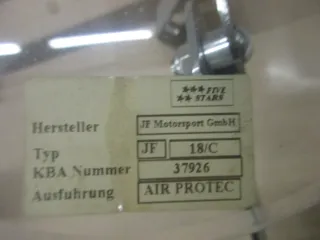 *** FIVE
** STARS
Hersteller JF Motorsport GmbH
Typ JF 18/C
KBA Nummer 37926
Ausfuhrung AIR PROTEC